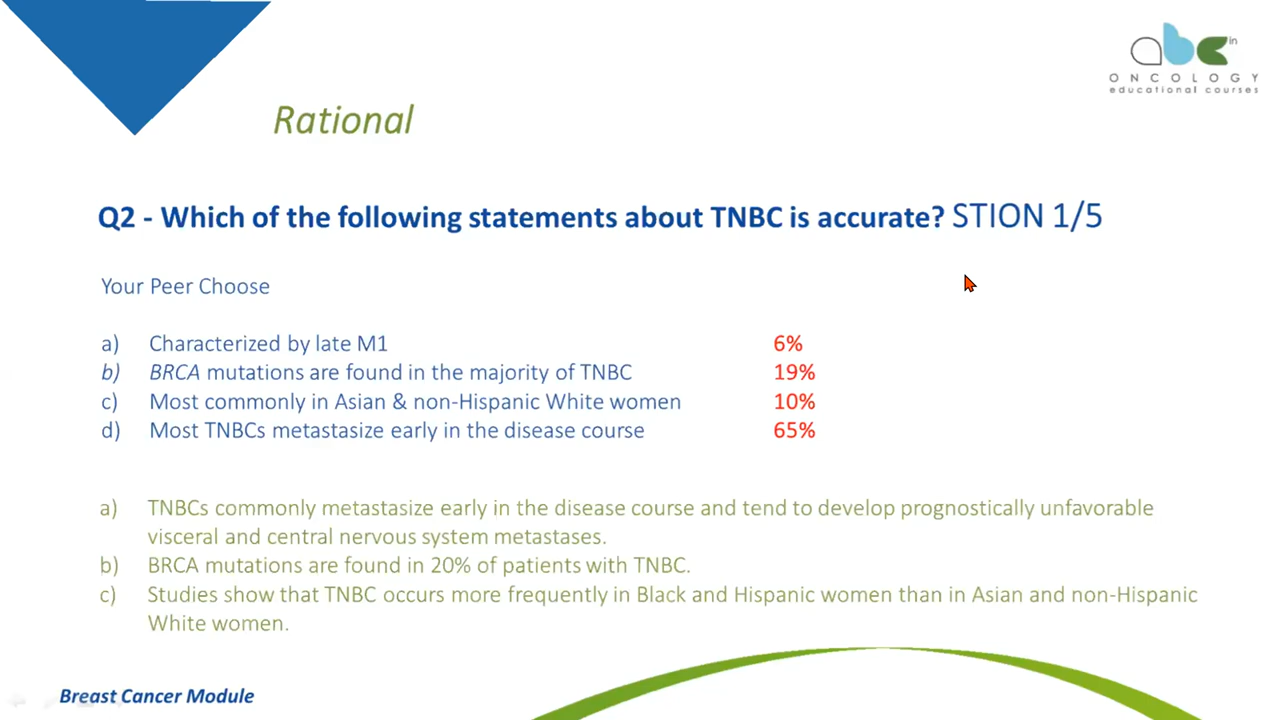 abc in
ONCOLOGY
educational courses
Rational
Q2 - Which of the following statements about TNBC is accurate? STION 1/5
Your Peer Choose
a) Characterized by late M1 6%
b) BRCA mutations are found in the majority of TNBC 19%
c) Most commonly in Asian & non-Hispanic White women 10%
d) Most TNBCs metastasize early in the disease course 65%
a) TNBCs commonly metastasize early in the disease course and tend to develop prognostically unfavorable
visceral and central nervous system metastases.
b) BRCA mutations are found in 20% of patients with TNBC.
c) Studies show that TNBC occurs more frequently in Black and Hispanic women than in Asian and non-Hispanic
White women.
Breast Cancer Module